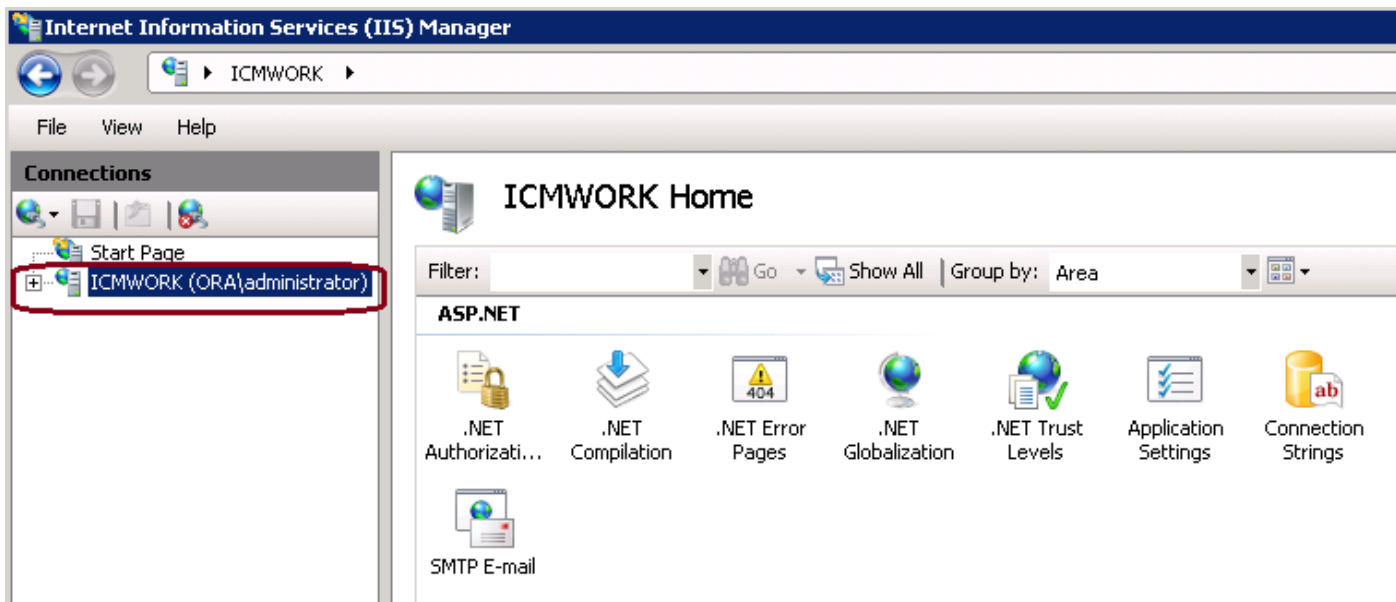 Internet Information Services (IIS) Manager
ICMWORK
File View Help
Connections
Start Page
ICMWORK (ORA\administrator)
ICMWORK Home
Filter: Go Show All Group by: Area
ASP.NET
.NET Authorizati...
.NET Compilation
404
.NET Error Pages
.NET Globalization
.NET Trust Levels
Application Settings
ab
Connection Strings
SMTP E-mail